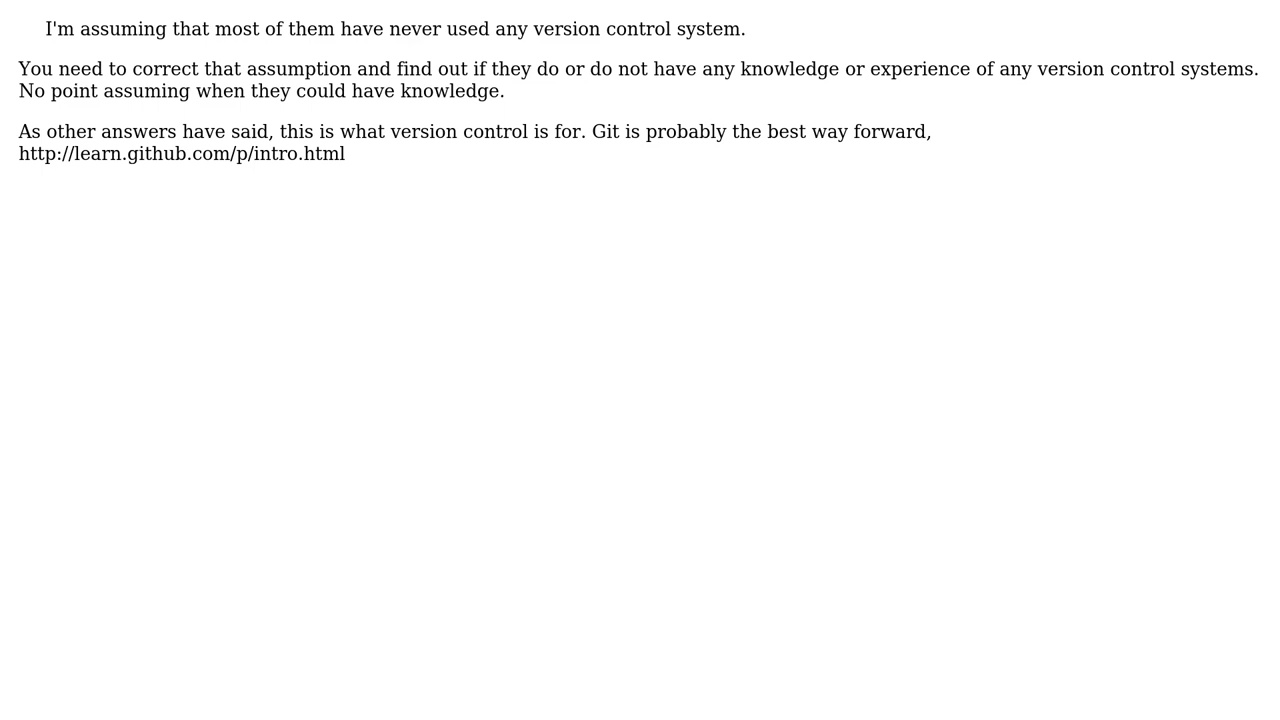 I'm assuming that most of them have never used any version control system.
You need to correct that assumption and find out if they do or do not have any knowledge or experience of any version control systems.
No point assuming when they could have knowledge.
As other answers have said, this is what version control is for. Git is probably the best way forward,
http://learn.github.com/p/intro.html